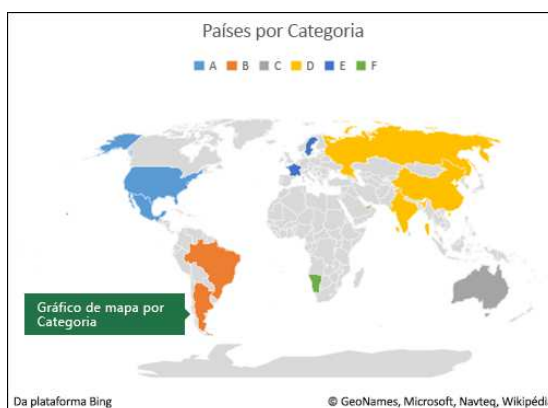 Países por Categoria
A B C D E F
Gráfico de mapa por
Categoria
Da plataforma Bing
© GeoNames, Microsoft, Navteq, Wikipédi